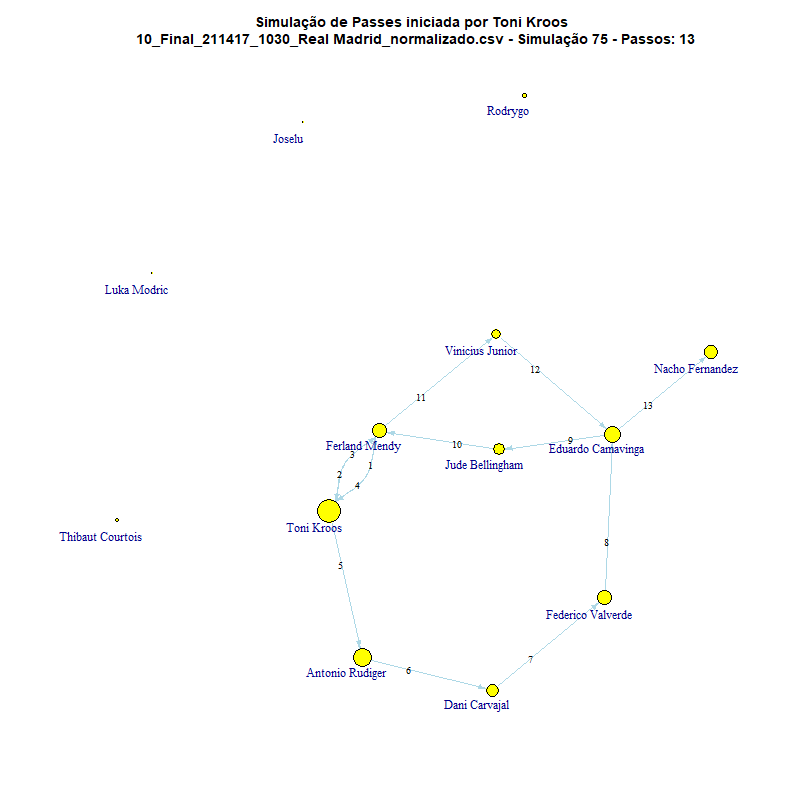 Simulação de Passes iniciada por Toni Kroos
10_Final_211417_1030_Real Madrid_normalizado.csv - Simulação 75 - Passos: 13
Rodrygo
Joselu
Luka Modric
Vinicius Junior
12
Nacho Fernandez
11
13
Ferland Mendy
10
9
Eduardo Camavinga
3
Jude Bellingham
1
2
4
Toni Kroos
Thibaut Courtois
8
5
Federico Valverde
7
Antonio Rudiger
6
Dani Carvajal